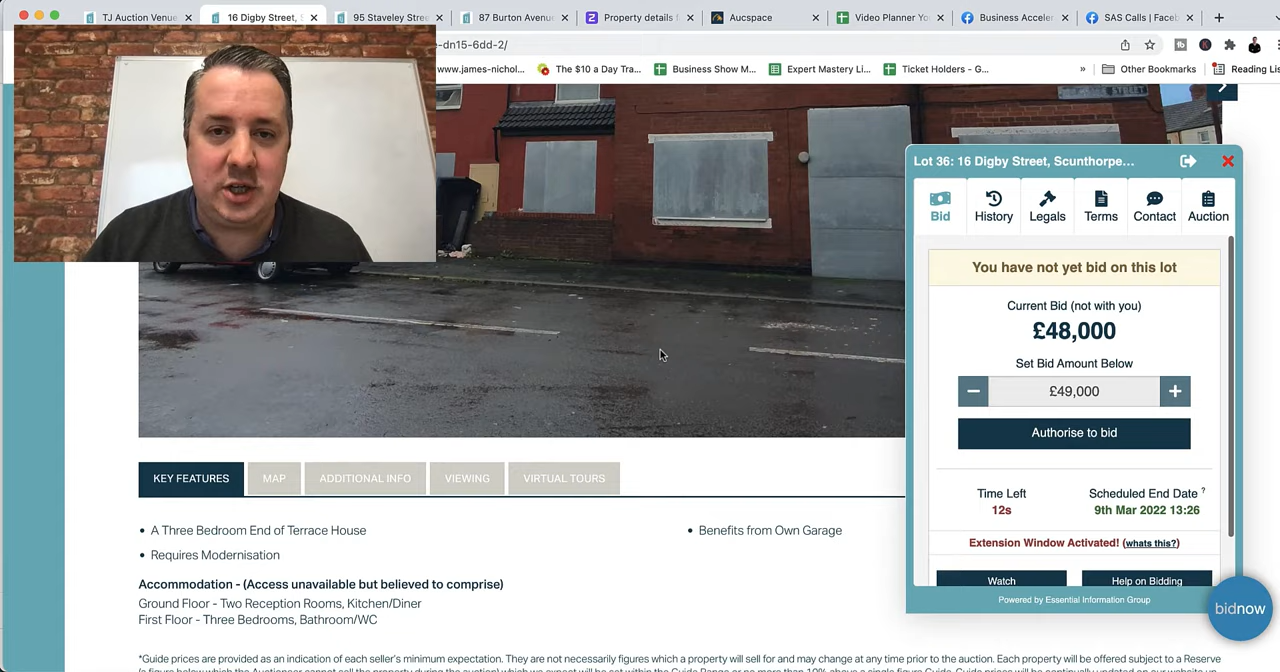 TJ Auction Venue
16 Digby Street, S
95 Staveley Stre
87 Burton Avenu
Property details f
Aucspace
Video Planner Yo
Business Acceler
SAS Calls | Faceb
-dn15-6dd-2/
www.james-nichol...
The $10 a Day Tra...
Business Show M...
Expert Mastery Li...
Ticket Holders - G...
»
Other Bookmarks
Reading Lis
Lot 36: 16 Digby Street, Scunthorpe...
Bid
History
Legals
Terms
Contact
Auction
You have not yet bid on this lot
Current Bid (not with you)
£48,000
Set Bid Amount Below
£49,000
Authorise to bid
Time Left
Scheduled End Date ?
12s
9th Mar 2022 13:26
Extension Window Activated! (whats this?)
Watch
Help on Bidding
Powered by Essential Information Group
bidnow
KEY FEATURES
MAP
ADDITIONAL INFO
VIEWING
VIRTUAL TOURS
• A Three Bedroom End of Terrace House
• Benefits from Own Garage
• Requires Modernisation
Accommodation - (Access unavailable but believed to comprise)
Ground Floor - Two Reception Rooms, Kitchen/Diner
First Floor - Three Bedrooms, Bathroom/WC
*Guide prices are provided as an indication of each seller's minimum expectation. They are not necessarily figures which a property will sell for and may change at any time prior to the auction. Each property will be offered subject to a Reserve